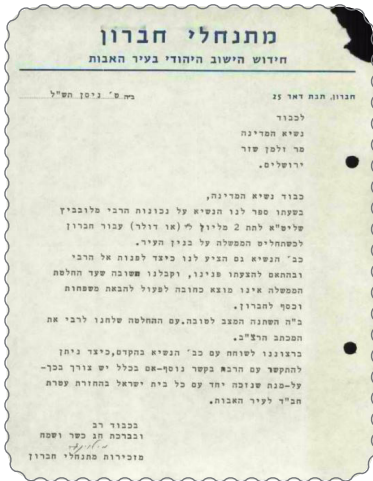 מתנחלי חברון
חידוש הישוב היהודי בעיר האבות
חברון, תבת דאר 25
ב"ה ט' ניסן תש"ל
לכבוד
נשיא המדינה
מר זלמן שזר
ירושלים.
כבוד נשיא המדינה,
בשעתו ספר לנו הנשיא על נכונות הרבי מלובביץ
שליט"א לתת 2 מליון ל"י (או דולר) עבור חברון
לכשתחליט הממשלה על בנין העיר.
כב' הנשיא גם הציע לנו כיצד לפנות אל הרבי
ובהתאם להצעתו פנינו, וקבלנו תשובה שעד החלטת
הממשלה אינו מוצא כחובה לפעול להבאת משפחות
וכסף לחברון.
ב"ה השתנה המצב לטובה.עם ההחלטה שלחנו לרבי את
המכתב הרצ"ב.
ברצוננו לשוחח עם כב' הנשיא בהקדם,כיצד ניתן
להתקשר עם הרבי בקשר נוסף-אם בכלל יש צורך בכך-
על-מנת שנזכה יחד עם כל בית ישראל בהחזרת עטרת
חב"ד לעיר האבות.
בכבוד רב
ובברכת חג כשר ושמח
מזכירות מתנחלי חברון